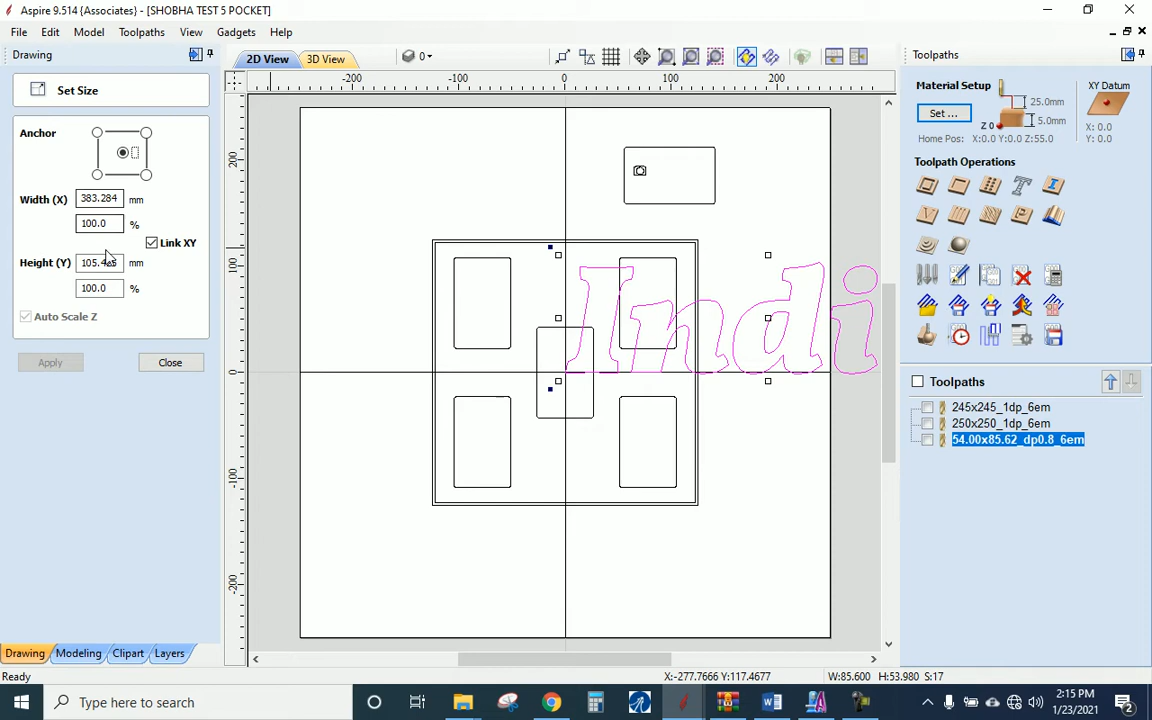 Aspire 9.514 {Associates} - [SHOBHA TEST 5 POCKET]
File Edit Model Toolpaths View Gadgets Help
Drawing
Set Size
Anchor
Width (X) 383.284 mm
100.0 %
Link XY
Height (Y) mm
100.0 %
Auto Scale Z
Apply Close
Drawing Modeling Clipart Layers
2D View 3D View 0
-200 -100 0 100 200
200
100
0
-100
-200
Indi
Toolpaths
Material Setup
Set ...
25.0mm
5.0mm
Z 0
XY Datum
X: 0.0
Y: 0.0
Home Pos: X:0.0 Y:0.0 Z:55.0
Toolpath Operations
Toolpaths
245x245_1dp_6em
250x250_1dp_6em
54.00x85.62_dp0.8_6em
Ready X:-277.7666 Y:117.4677 W:85.600 H:53.980 S:17
Type here to search
2:15 PM
1/23/2021
2